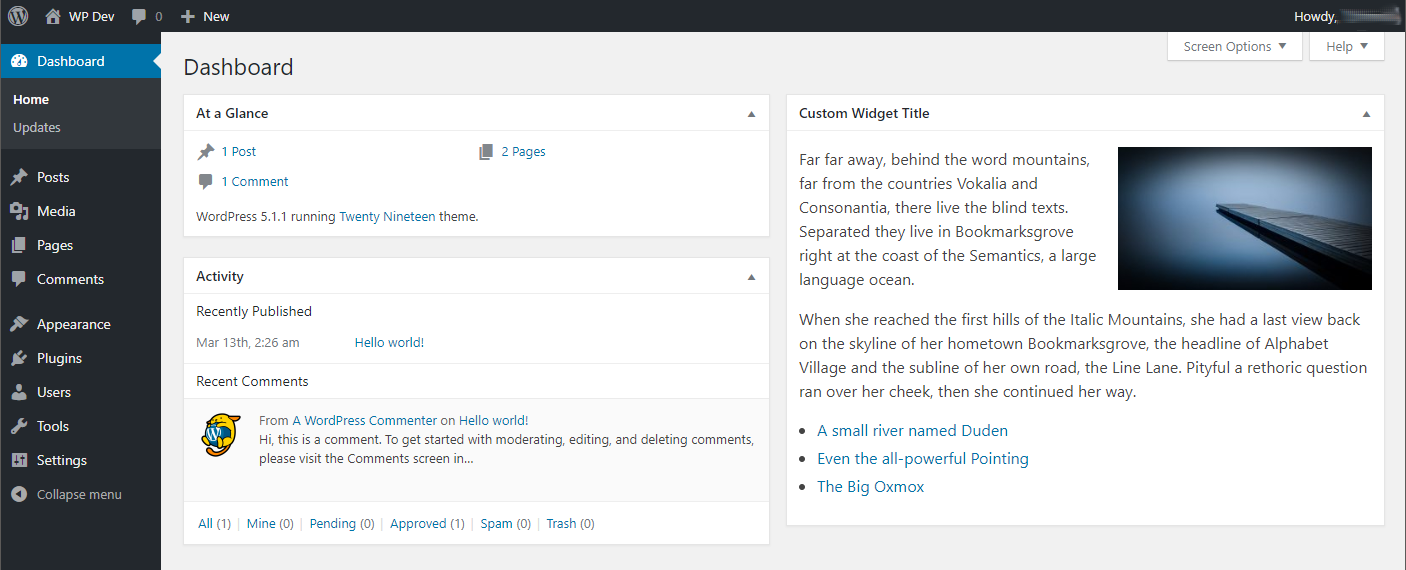 WP Dev 0 New Howdy,
Dashboard
Home
Updates
Posts
Media
Pages
Comments
Appearance
Plugins
Users
Tools
Settings
Collapse menu
Screen Options Help
Dashboard
At a Glance
1 Post 2 Pages
1 Comment
WordPress 5.1.1 running Twenty Nineteen theme.
Activity
Recently Published
Mar 13th, 2:26 am Hello world!
Recent Comments
From A WordPress Commenter on Hello world!
Hi, this is a comment. To get started with moderating, editing, and deleting comments,
please visit the Comments screen in…
All (1) | Mine (0) | Pending (0) | Approved (1) | Spam (0) | Trash (0)
Custom Widget Title
Far far away, behind the word mountains,
far from the countries Vokalia and
Consonantia, there live the blind texts.
Separated they live in Bookmarksgrove
right at the coast of the Semantics, a large
language ocean.
When she reached the first hills of the Italic Mountains, she had a last view back
on the skyline of her hometown Bookmarksgrove, the headline of Alphabet
Village and the subline of her own road, the Line Lane. Pityful a rethoric question
ran over her cheek, then she continued her way.
• A small river named Duden
• Even the all-powerful Pointing
• The Big Oxmox